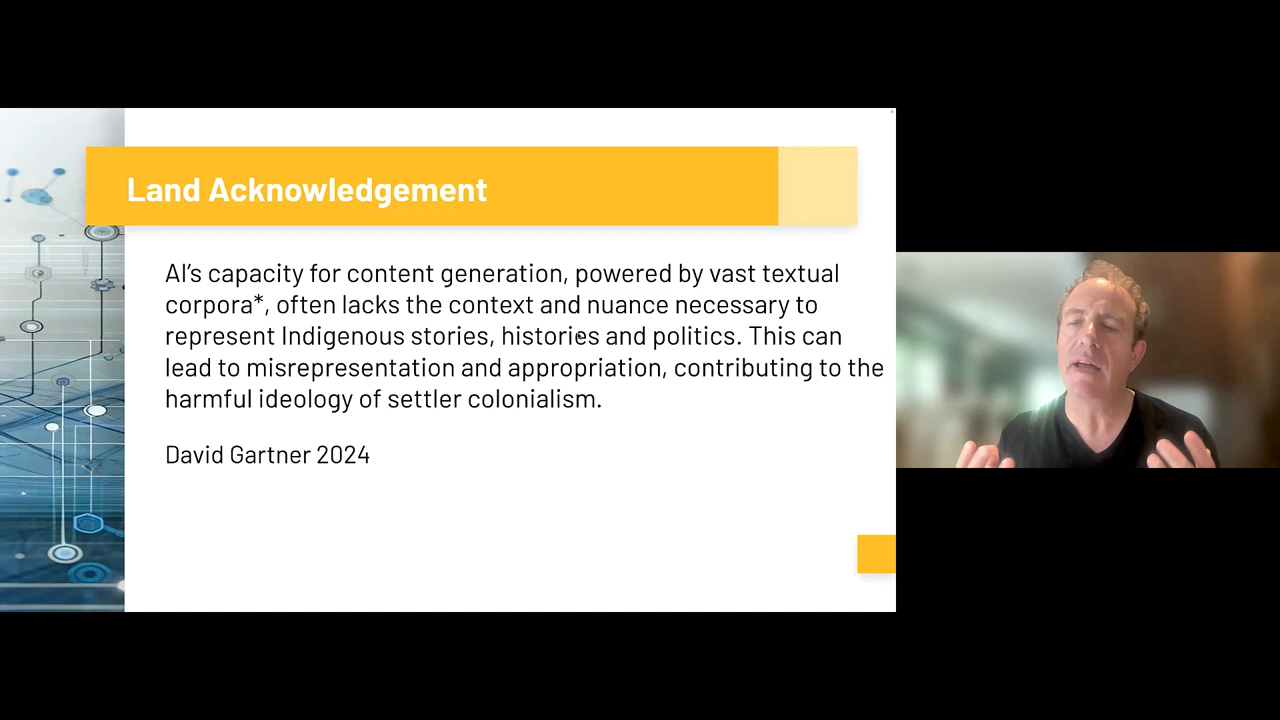 Land Acknowledgement
AI's capacity for content generation, powered by vast textual
corpora*, often lacks the context and nuance necessary to
represent Indigenous stories, histories and politics. This can
lead to misrepresentation and appropriation, contributing to the
harmful ideology of settler colonialism.
David Gartner 2024